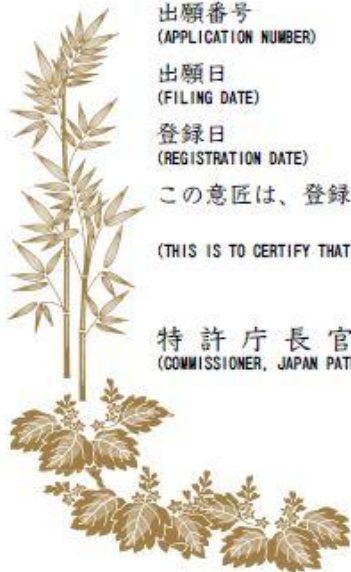 出願番号
(APPLICATION NUMBER)
出願日
(FILING DATE)
登録日
(REGISTRATION DATE)
この意匠は、登録
(THIS IS TO CERTIFY THAT
特許庁長官
(COMMISSIONER, JAPAN PAT